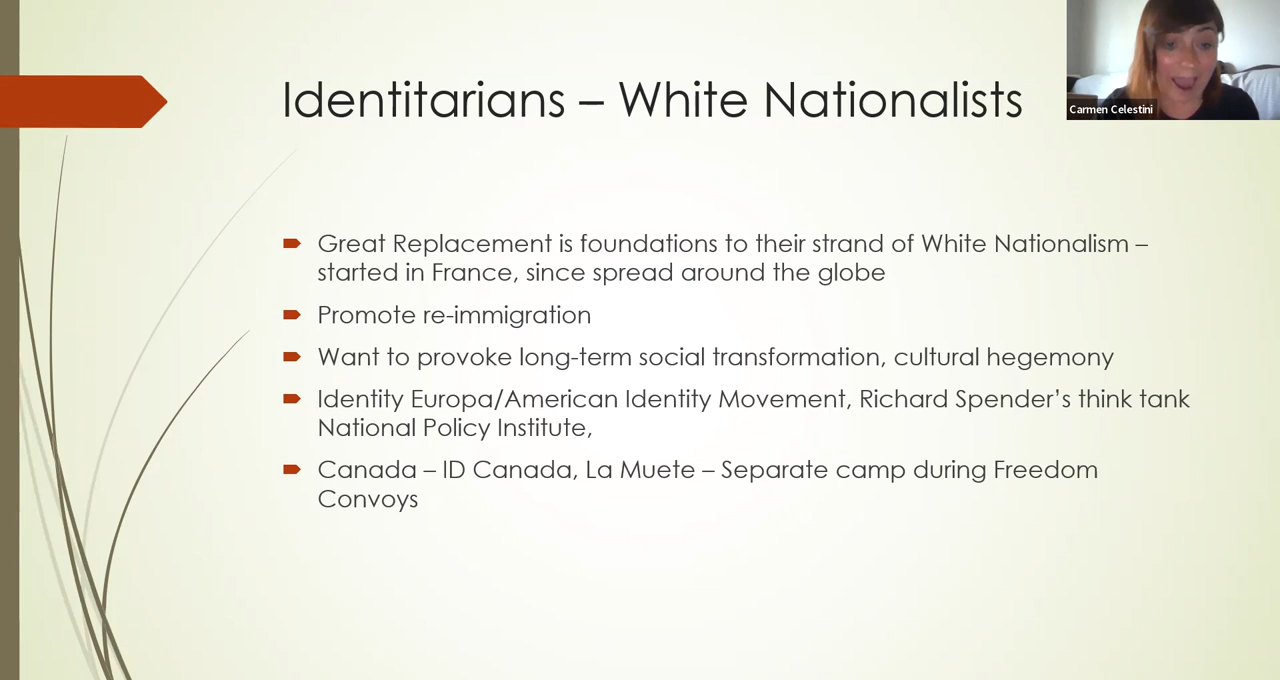 Identitarians – White Nationalists
Carmen Celestini
Great Replacement is foundations to their strand of White Nationalism –
started in France, since spread around the globe
Promote re-immigration
Want to provoke long-term social transformation, cultural hegemony
Identity Europa/American Identity Movement, Richard Spender’s think tank
National Policy Institute,
Canada – ID Canada, La Muete – Separate camp during Freedom
Convoys